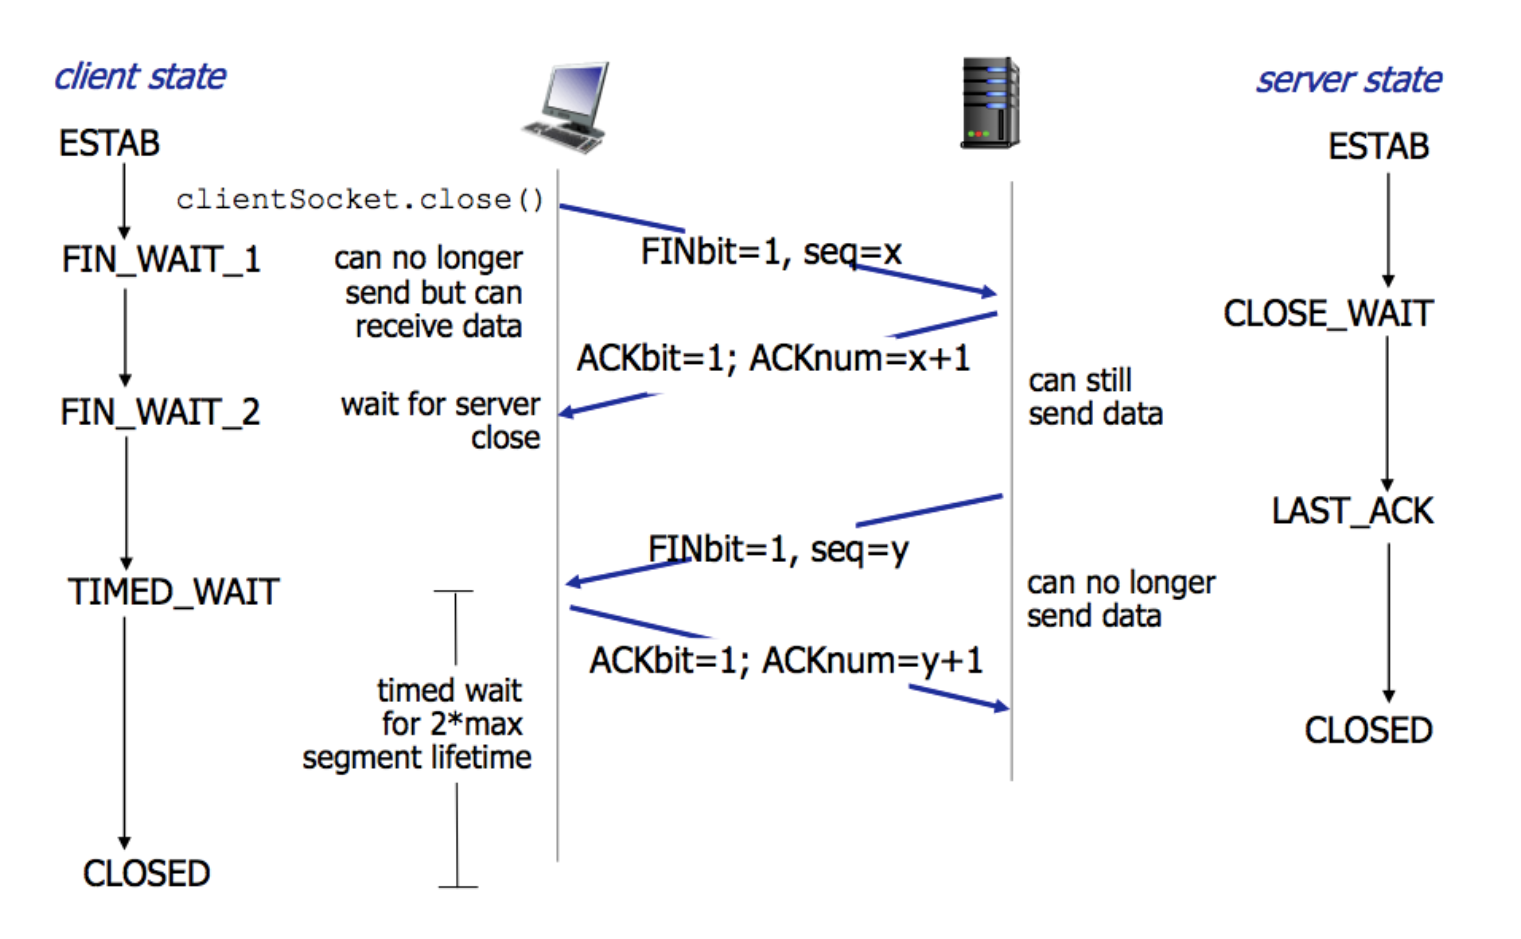 client state
server state
ESTAB
ESTAB
clientSocket.close()
FIN_WAIT_1
can no longer
send but can
receive data
FINbit=1, seq=x
CLOSE_WAIT
ACKbit=1; ACKnum=x+1
can still
send data
FIN_WAIT_2
wait for server
close
LAST_ACK
FINbit=1, seq=y
TIMED_WAIT
can no longer
send data
ACKbit=1; ACKnum=y+1
timed wait
for 2*max
segment lifetime
CLOSED
CLOSED